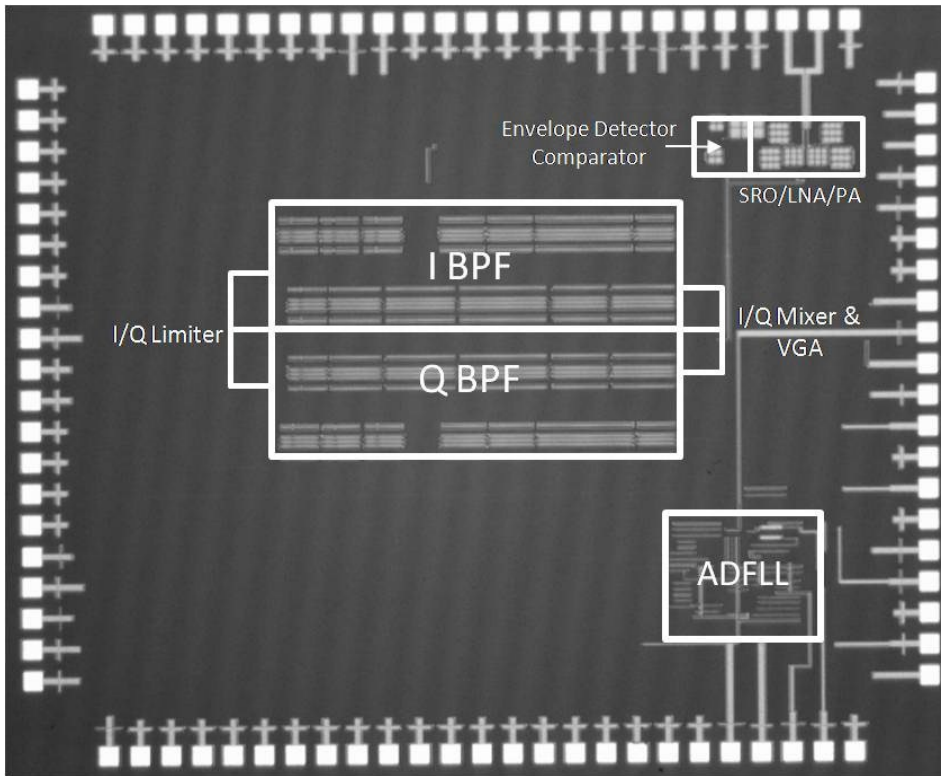 Envelope Detector
Comparator
SRO/LNA/PA
I BPF
I/Q Limiter
I/Q Mixer &
VGA
Q BPF
ADFLL